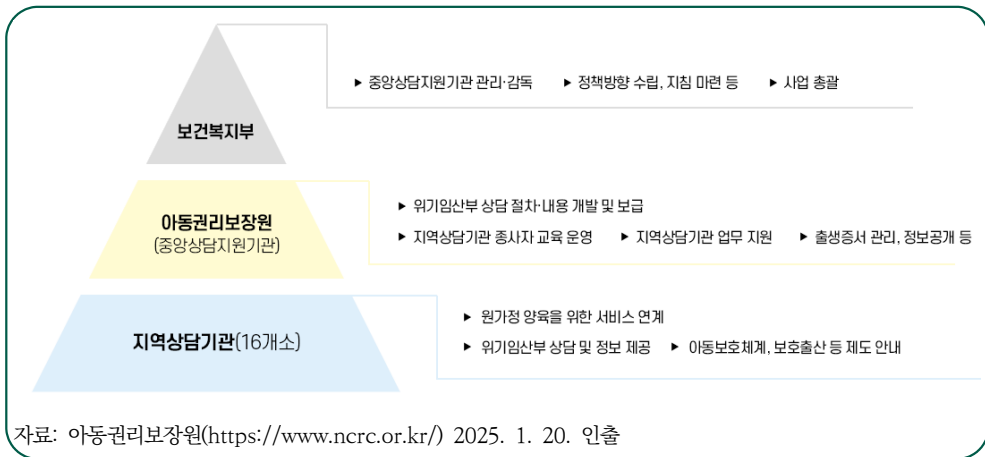 ▶ 중앙상담지원기관 관리·감독 ▶ 정책방향 수립, 지침 마련 등 ▶ 사업 총괄
보건복지부
▶ 위기임산부 상담 절차·내용 개발 및 보급
아동권리보장원
(중앙상담지원기관)
▶ 지역상담기관 종사자 교육 운영 ▶ 지역상담기관 업무 지원 ▶ 출생증서 관리, 정보공개 등
▶ 원가정 양육을 위한 서비스 연계
지역상담기관(16개소)
▶ 위기임산부 상담 및 정보 제공 ▶ 아동보호체계, 보호출산 등 제도 안내
자료: 아동권리보장원(https://www.ncrc.or.kr/) 2025. 1. 20. 인출